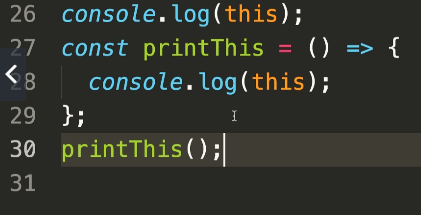 26 console.log(this);
27 const printThis = () => {
28 console.log(this);
29 };
30 printThis();
31